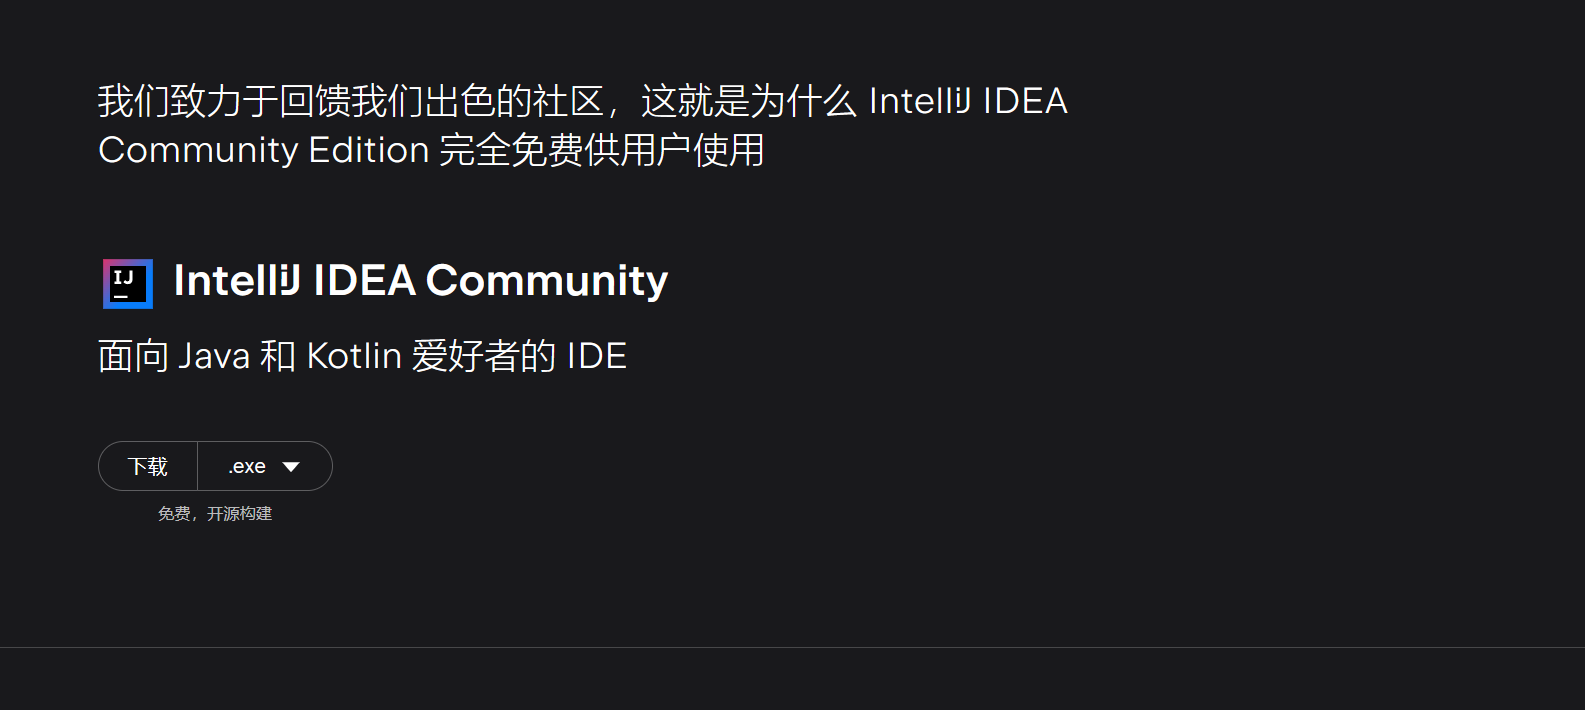 我们致力于回馈我们出色的社区，这就是为什么 IntelliJ IDEA
Community Edition 完全免费供用户使用
IJ
IntelliJ IDEA Community
面向 Java 和 Kotlin 爱好者的 IDE
下载 .exe
免费，开源构建